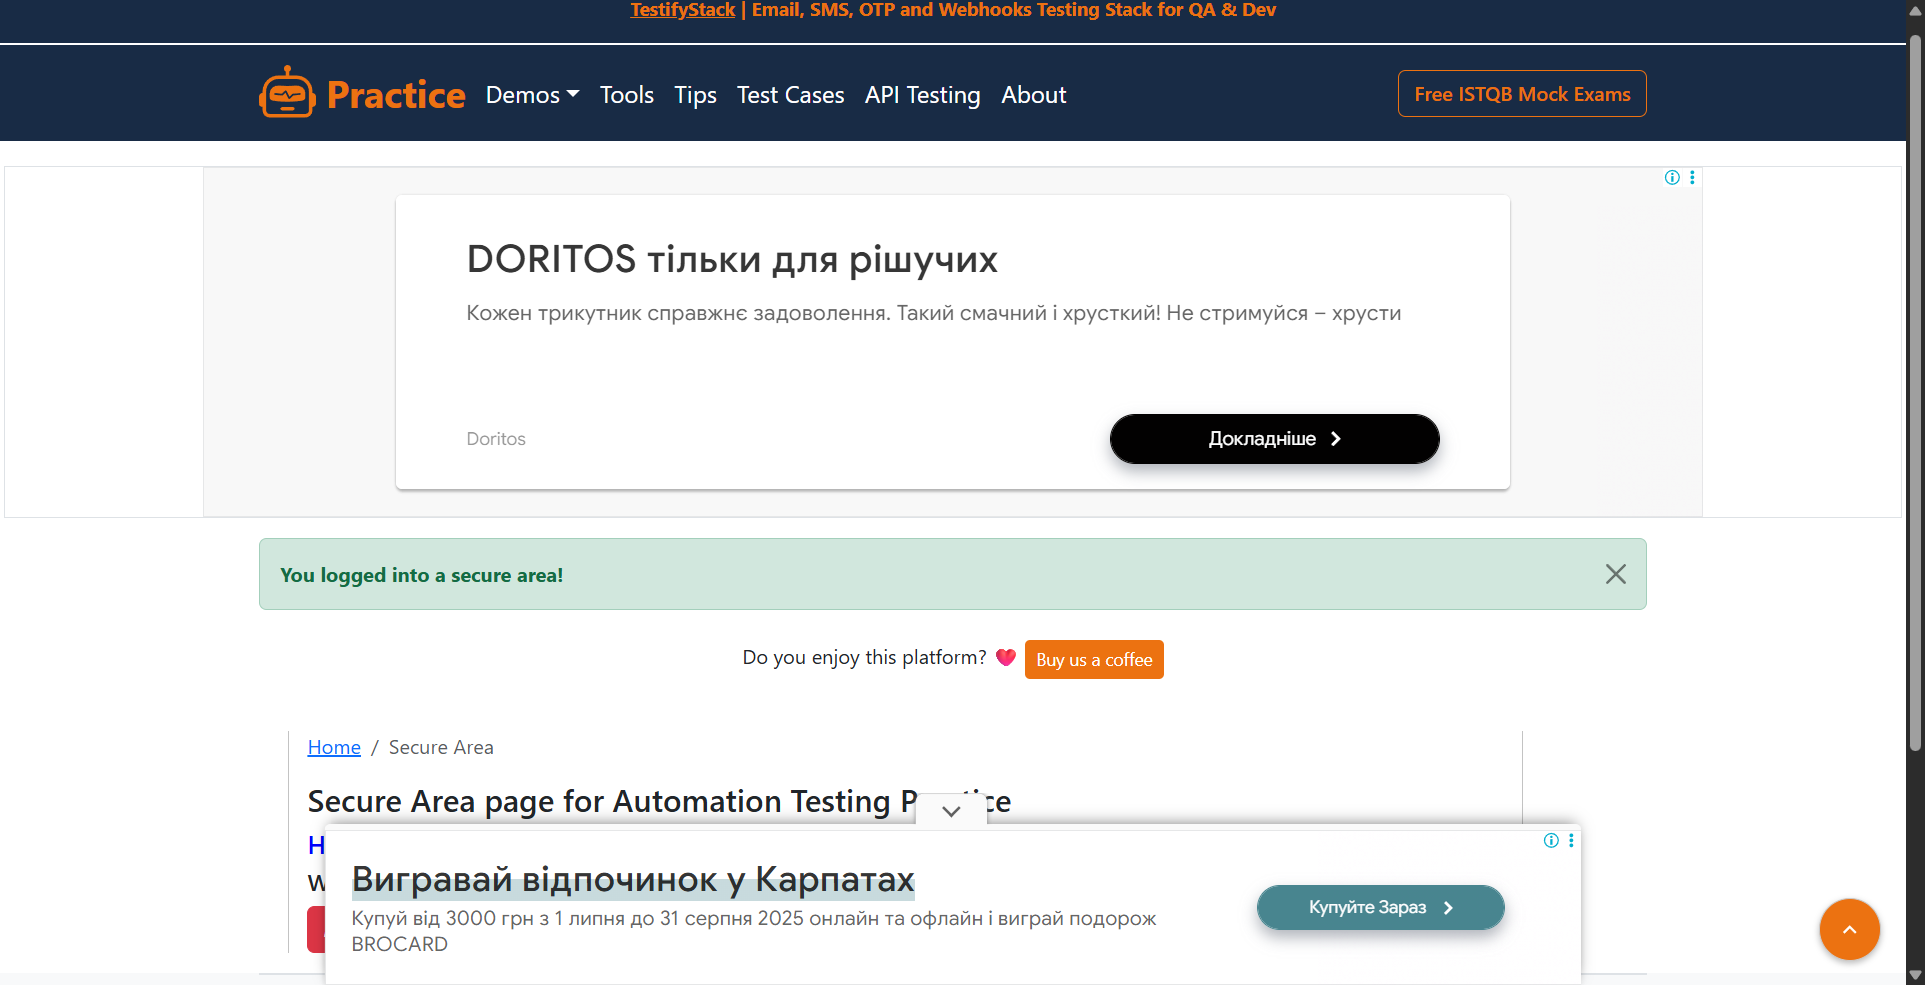 TestifyStack | Email, SMS, OTP and Webhooks Testing Stack for QA & Dev
Practice Demos Tools Tips Test Cases API Testing About Free ISTQB Mock Exams
DORITOS тільки для рішучих
Кожен трикутник справжнє задоволення. Такий смачний і хрусткий! Не стримуйся – хрусти
Doritos Докладніше
You logged into a secure area!
Do you enjoy this platform? Buy us a coffee
Home / Secure Area
Secure Area page for Automation Testing
H
W
Вигравай відпочинок у Карпатах
Купуй від 3000 грн з 1 липня до 31 серпня 2025 онлайн та офлайн і виграй подорож
BROCARD
Купуйте Зараз